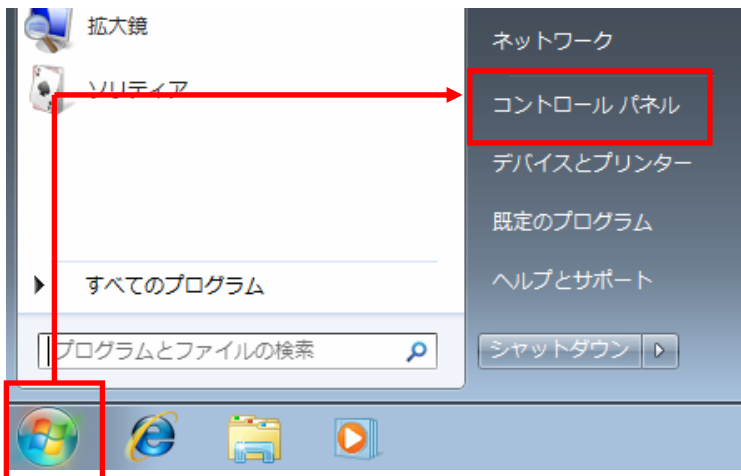 拡大鏡
ソリティア
すべてのプログラム
プログラムとファイルの検索
ネットワーク
コントロール パネル
デバイスとプリンター
既定のプログラム
ヘルプとサポート
シャットダウン